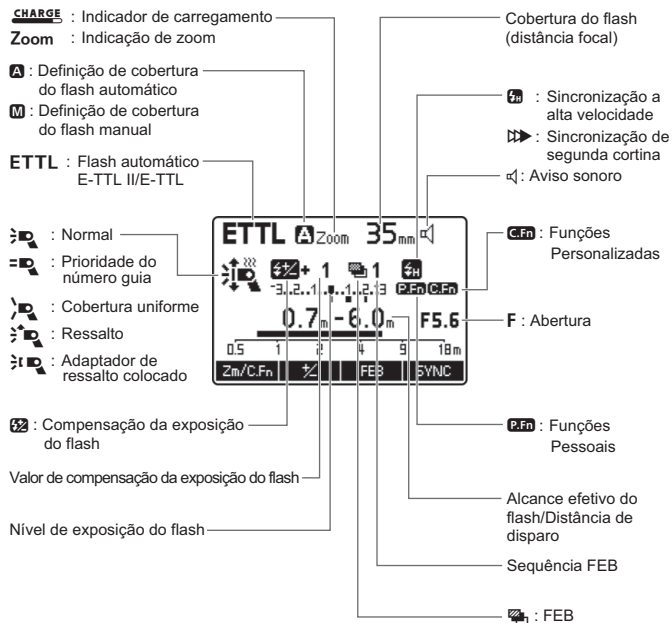 CHARGE : Indicador de carregamento
Zoom : Indicação de zoom
A : Definição de cobertura
do flash automático
M : Definição de cobertura
do flash manual
ETTL : Flash automático
E-TTL II/E-TTL
: Normal
: Prioridade do
número guia
: Cobertura uniforme
: Ressalto
: Adaptador de
ressalto colocado
: Compensação da exposição
do flash
Valor de compensação da exposição do flash
Nível de exposição do flash
Cobertura do flash
(distância focal)
H : Sincronização a
alta velocidade
: Sincronização de
segunda cortina
: Aviso sonoro
C.Fn : Funções
Personalizadas
F : Abertura
P.Fn : Funções
Pessoais
Alcance efetivo do
flash/Distância de
disparo
Sequência FEB
: FEB
ETTL A Zoom 35mm
+ 1 1 H
-3..2..1..■..1..2.:3 P.Fn C.Fn
0.7m-6.0m F5.6
0.5 1 2 4 9 18m
Zm/C.Fn +/- FEB SYNC